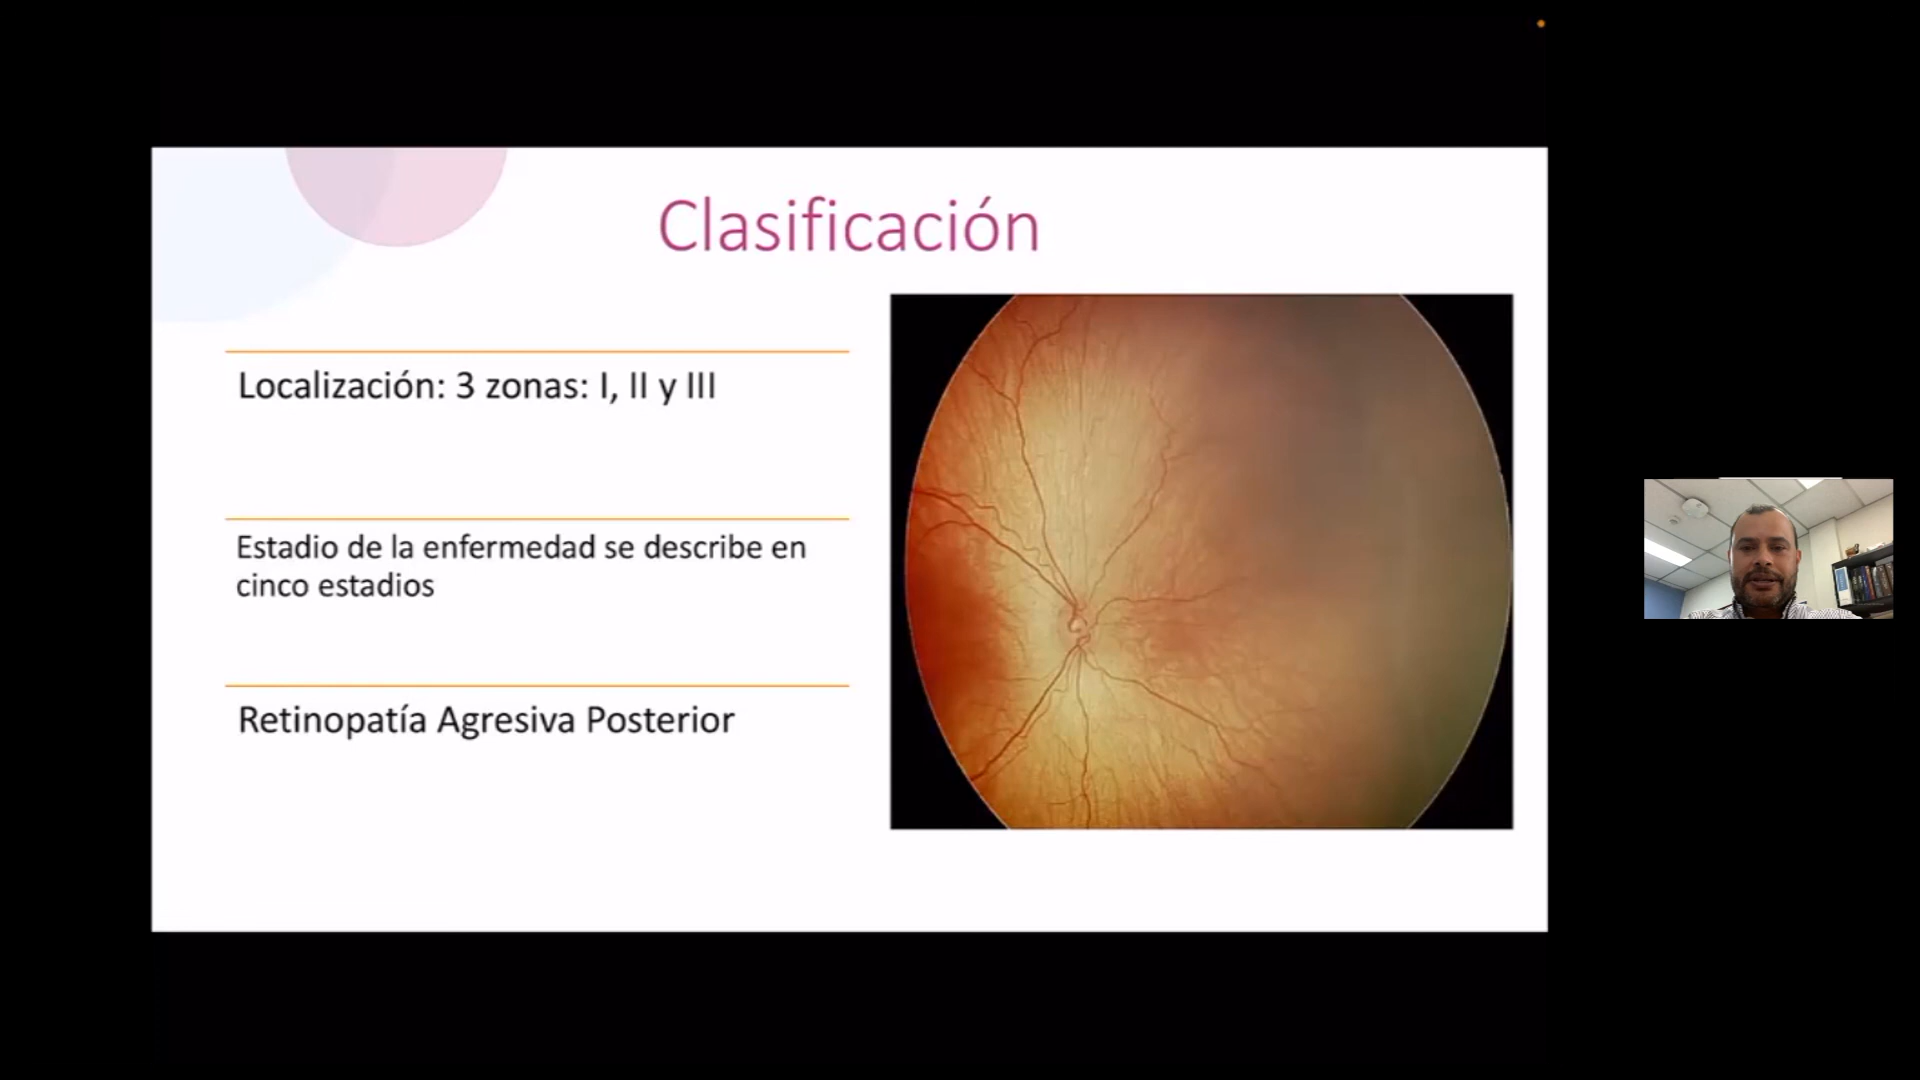 Clasificación
Localización: 3 zonas: I, II y III
Estadio de la enfermedad se describe en
cinco estadios
Retinopatía Agresiva Posterior